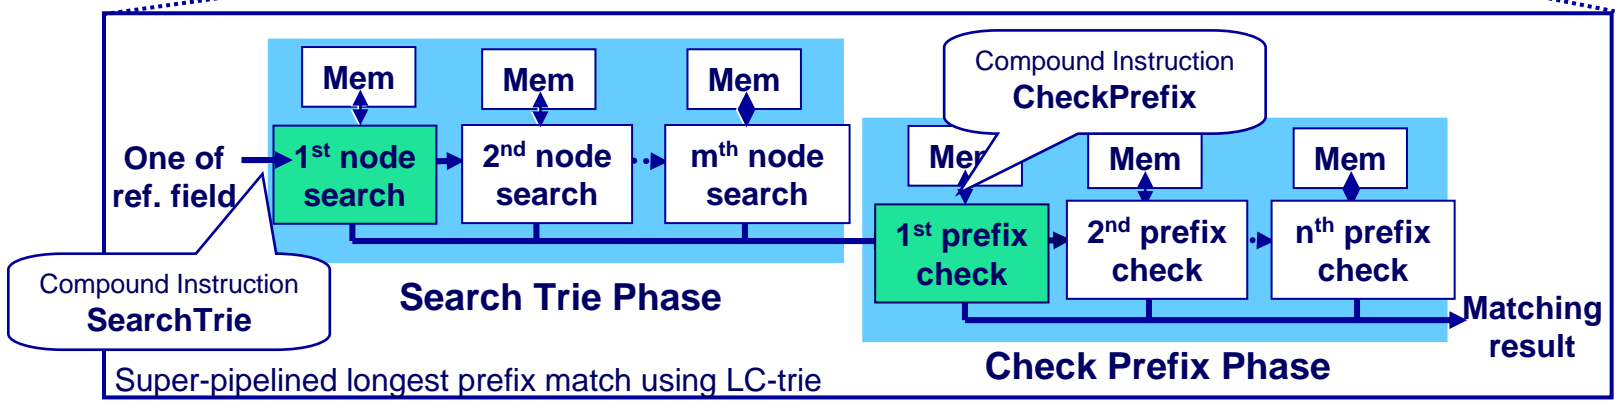 Mem
Mem
Mem
Compound Instruction
CheckPrefix
One of
ref. field
1st node
search
2nd node
search
mth node
search
Mem
Mem
Mem
1st prefix
check
2nd prefix
check
nth prefix
check
Compound Instruction
SearchTrie
Search Trie Phase
Matching
result
Check Prefix Phase
Super-pipelined longest prefix match using LC-trie